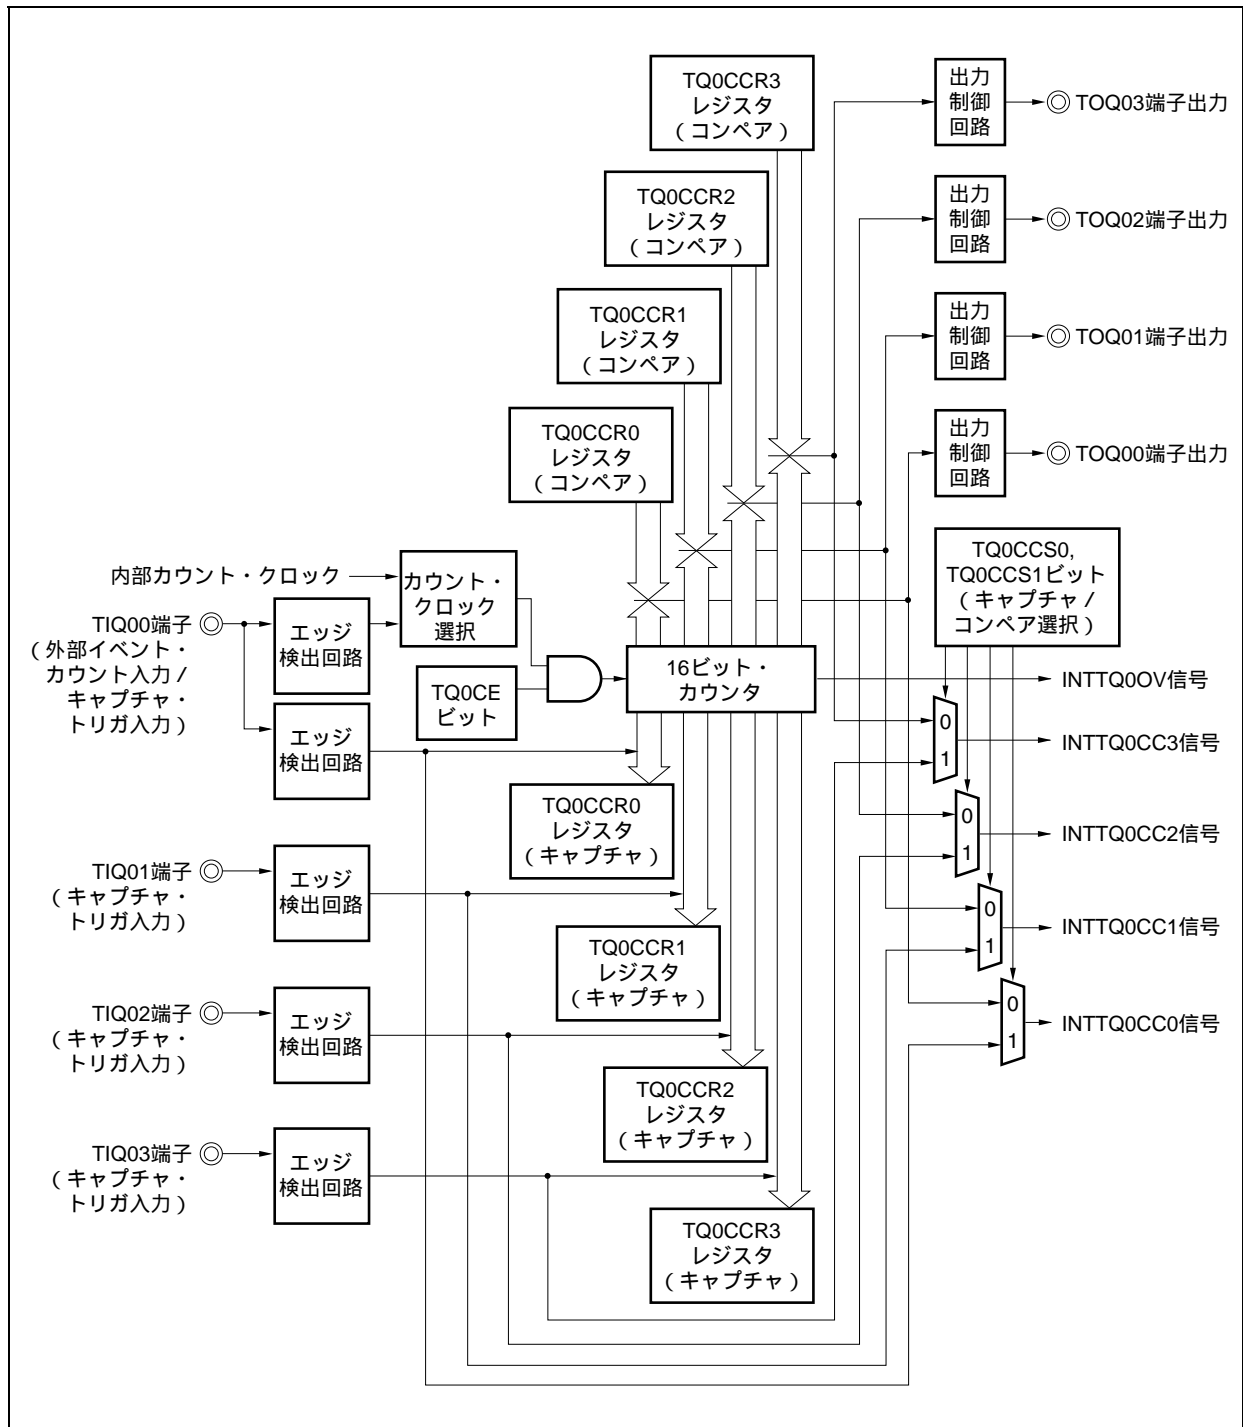 TQ0CCR3
レジスタ
(コンペア)
出力
制御
回路
TOQ03端子出力
TQ0CCR2
レジスタ
(コンペア)
出力
制御
回路
TOQ02端子出力
TQ0CCR1
レジスタ
(コンペア)
出力
制御
回路
TOQ01端子出力
TQ0CCR0
レジスタ
(コンペア)
出力
制御
回路
TOQ00端子出力
TQ0CCS0,
TQ0CCS1ビット
(キャプチャ/
コンペア選択)
内部カウント・クロック
カウント・
クロック
選択
TIQ00端子
(外部イベント・
カウント入力/
キャプチャ・
トリガ入力)
エッジ
検出回路
TQ0CE
ビット
16ビット・
カウンタ
INTTQ0OV信号
エッジ
検出回路
0
1
INTTQ0CC3信号
TQ0CCR0
レジスタ
(キャプチャ)
0
1
INTTQ0CC2信号
TIQ01端子
(キャプチャ・
トリガ入力)
エッジ
検出回路
TQ0CCR1
レジスタ
(キャプチャ)
0
1
INTTQ0CC1信号
TIQ02端子
(キャプチャ・
トリガ入力)
エッジ
検出回路
0
1
INTTQ0CC0信号
TQ0CCR2
レジスタ
(キャプチャ)
TIQ03端子
(キャプチャ・
トリガ入力)
エッジ
検出回路
TQ0CCR3
レジスタ
(キャプチャ)